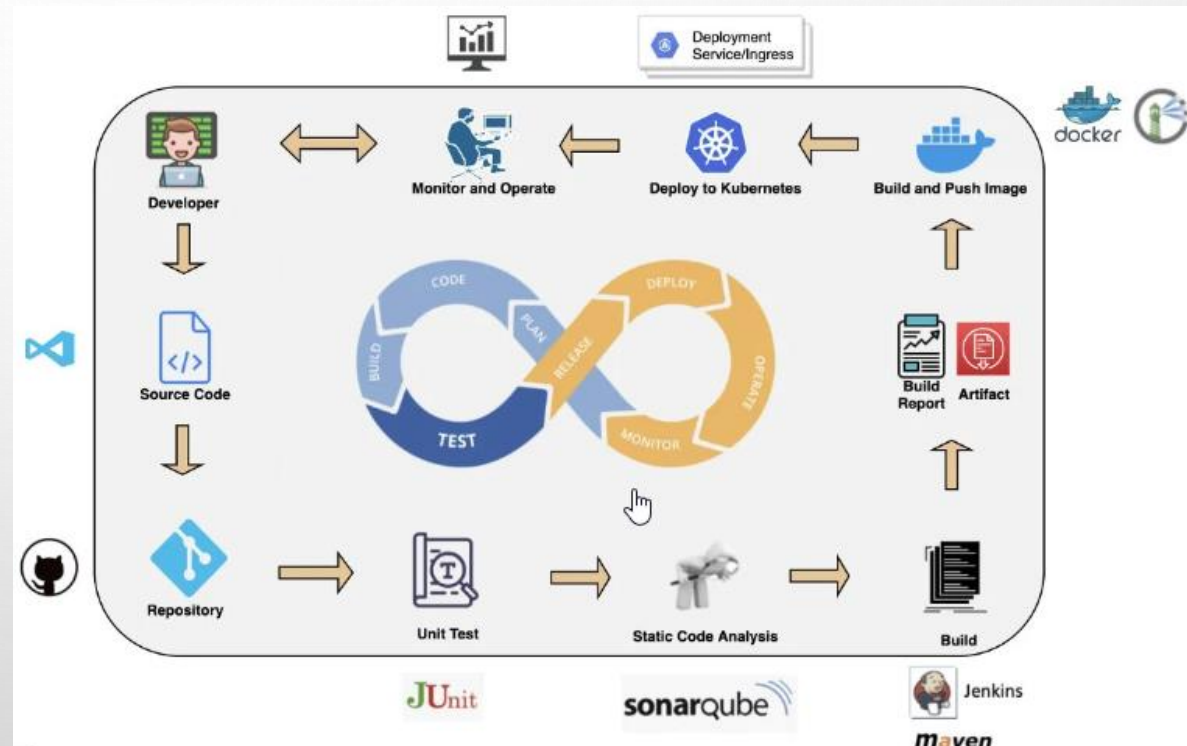 Deployment
Service/Ingress
docker
Developer
Monitor and Operate
Deploy to Kubernetes
Build and Push Image
CODE
PLAN
BUILD
TEST
RELEASE
DEPLOY
OPERATE
MONITOR
Source Code
</>
Build
Report
Artifact
Repository
T
Unit Test
Static Code Analysis
Build
JUnit
sonarqube
Jenkins
maven